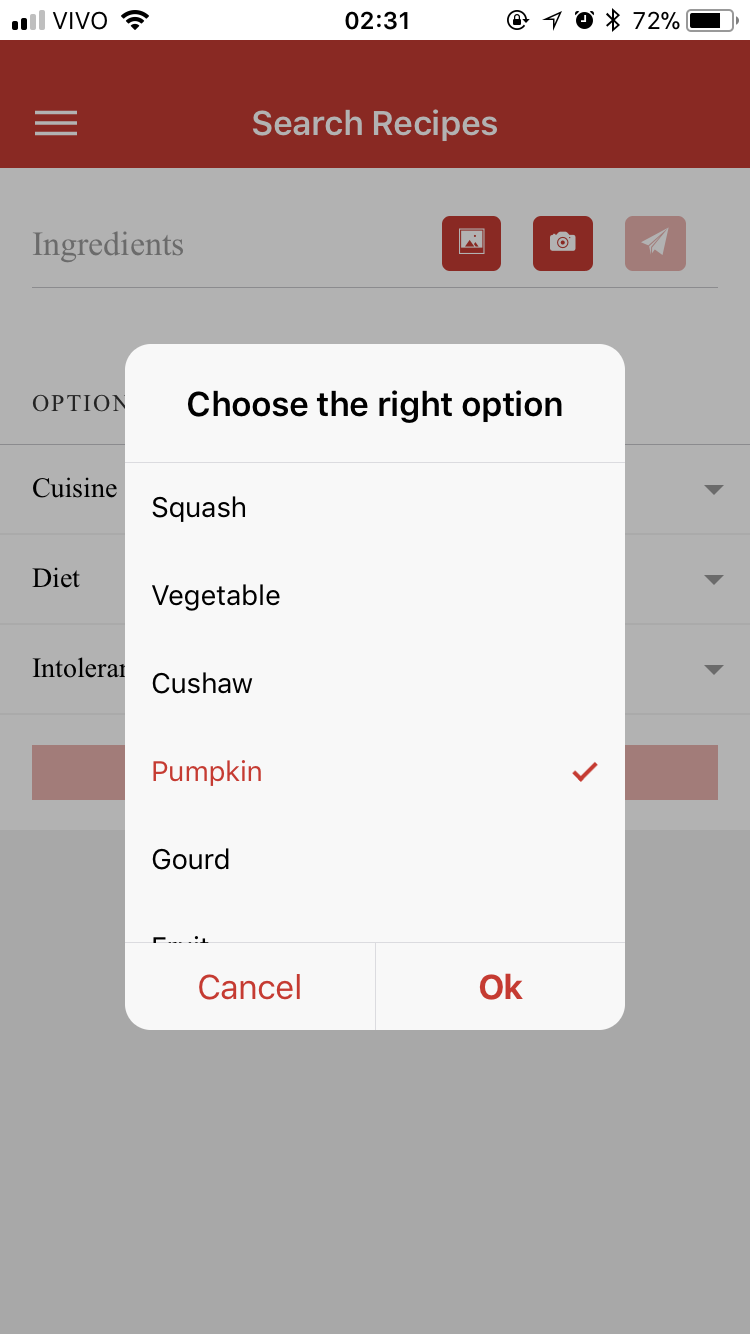 VIVO 02:31 72%
Search Recipes
Ingredients
OPTION
Choose the right option
Cuisine
Squash
Diet
Vegetable
Intoleran
Cushaw
Pumpkin
Gourd
Fruit
Cancel Ok